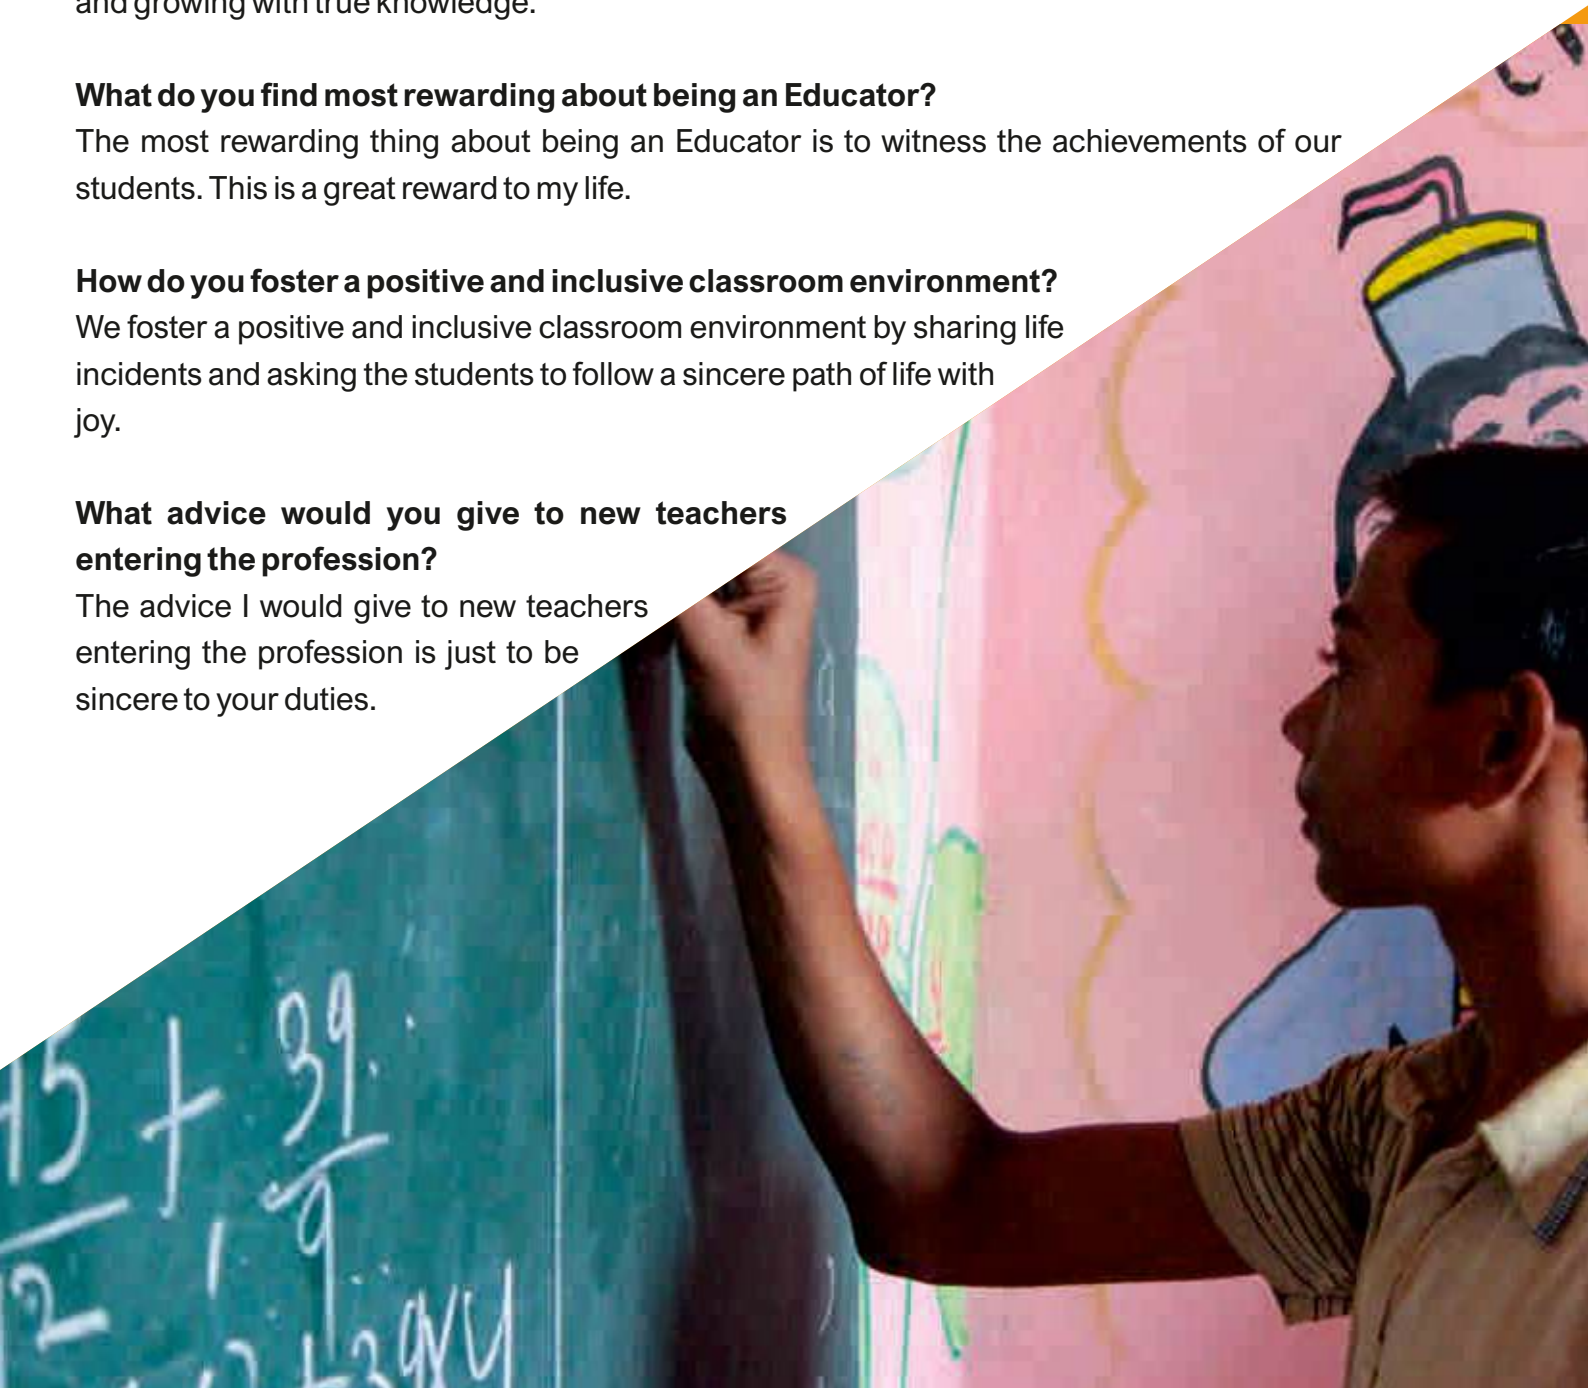 and growing with true knowledge.
What do you find most rewarding about being an Educator?
The most rewarding thing about being an Educator is to witness the achievements of our
students. This is a great reward to my life.
How do you foster a positive and inclusive classroom environment?
We foster a positive and inclusive classroom environment by sharing life
incidents and asking the students to follow a sincere path of life with
joy.
What advice would you give to new teachers
entering the profession?
The advice I would give to new teachers
entering the profession is just to be
sincere to your duties.
15 + 39
2 9